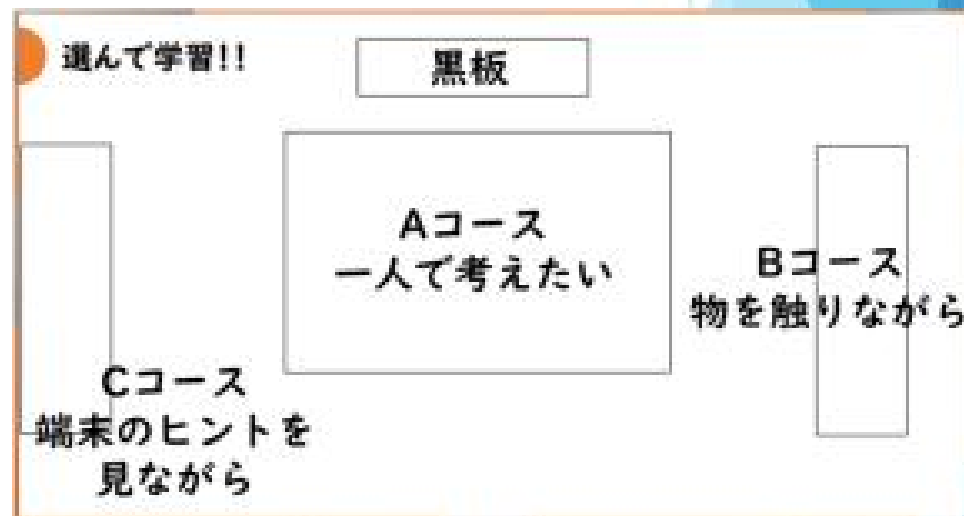 選んで学習!!
黒板
Aコース
一人で考えたい
Bコース
物を触りながら
Cコース
端末のヒントを
見ながら